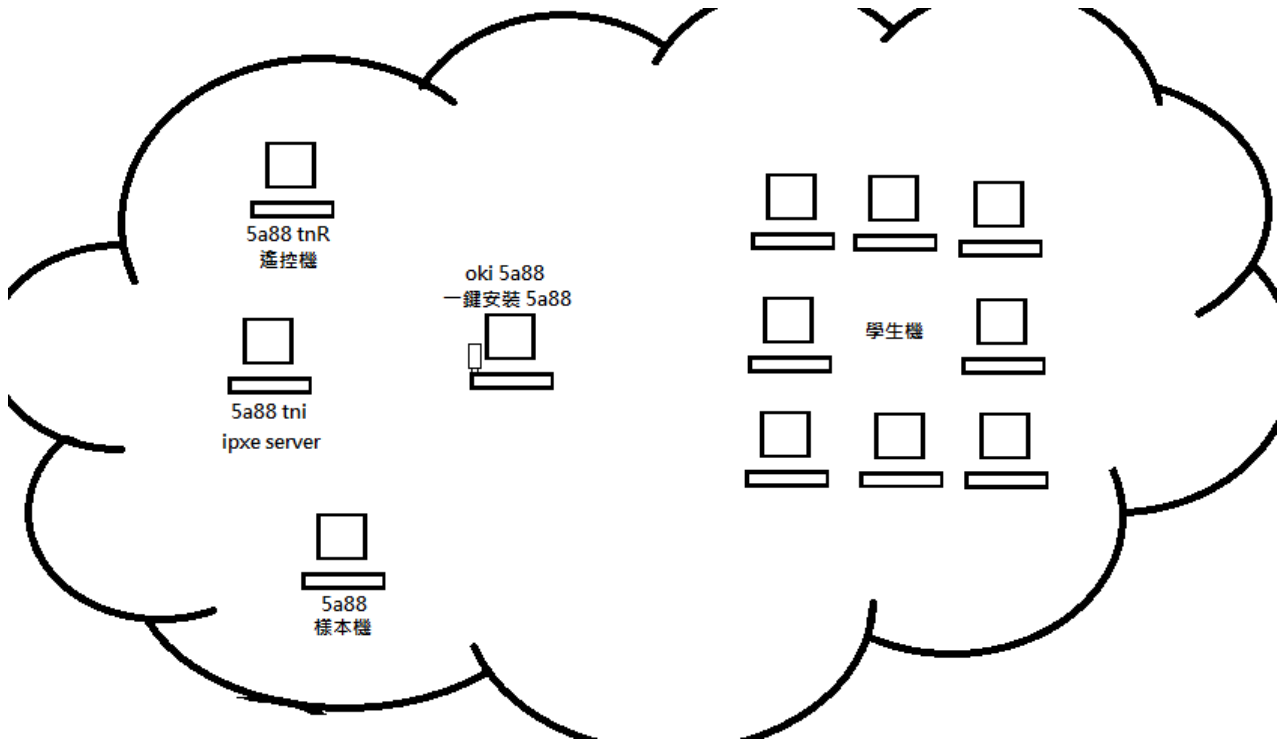 5a88 tnR
遙控機
oki 5a88
一鍵安裝 5a88
5a88 tni
ipxe server
學生機
5a88
樣本機